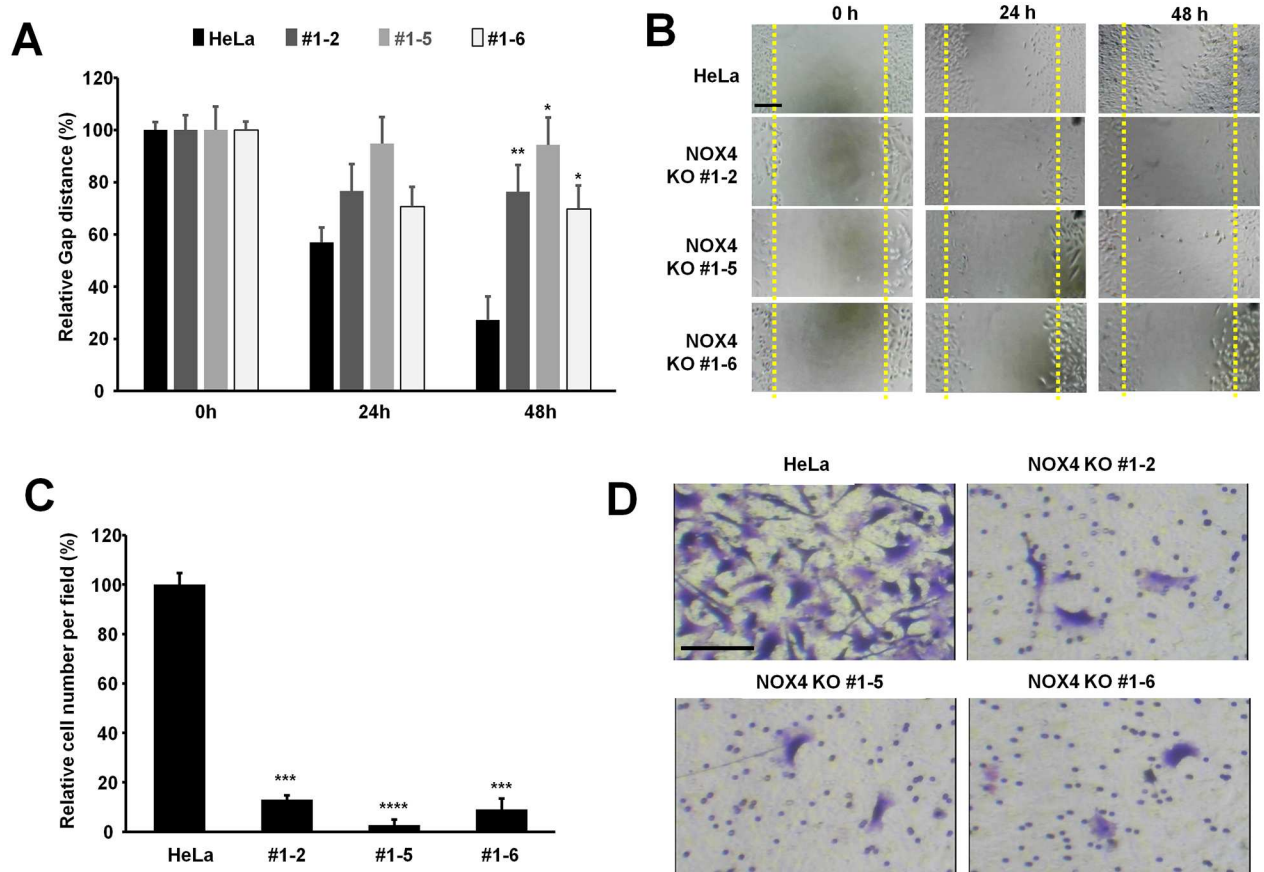 A
HeLa #1-2 #1-5 #1-6
Relative Gap distance (%)
120
100
80
60
40
20
0
* ** *
0h 24h 48h
B
0 h 24 h 48 h
HeLa
NOX4
KO #1-2
NOX4
KO #1-5
NOX4
KO #1-6
C
Relative cell number per field (%)
120
100
80
60
40
20
0
*** **** ***
HeLa #1-2 #1-5 #1-6
D
HeLa NOX4 KO #1-2
NOX4 KO #1-5 NOX4 KO #1-6